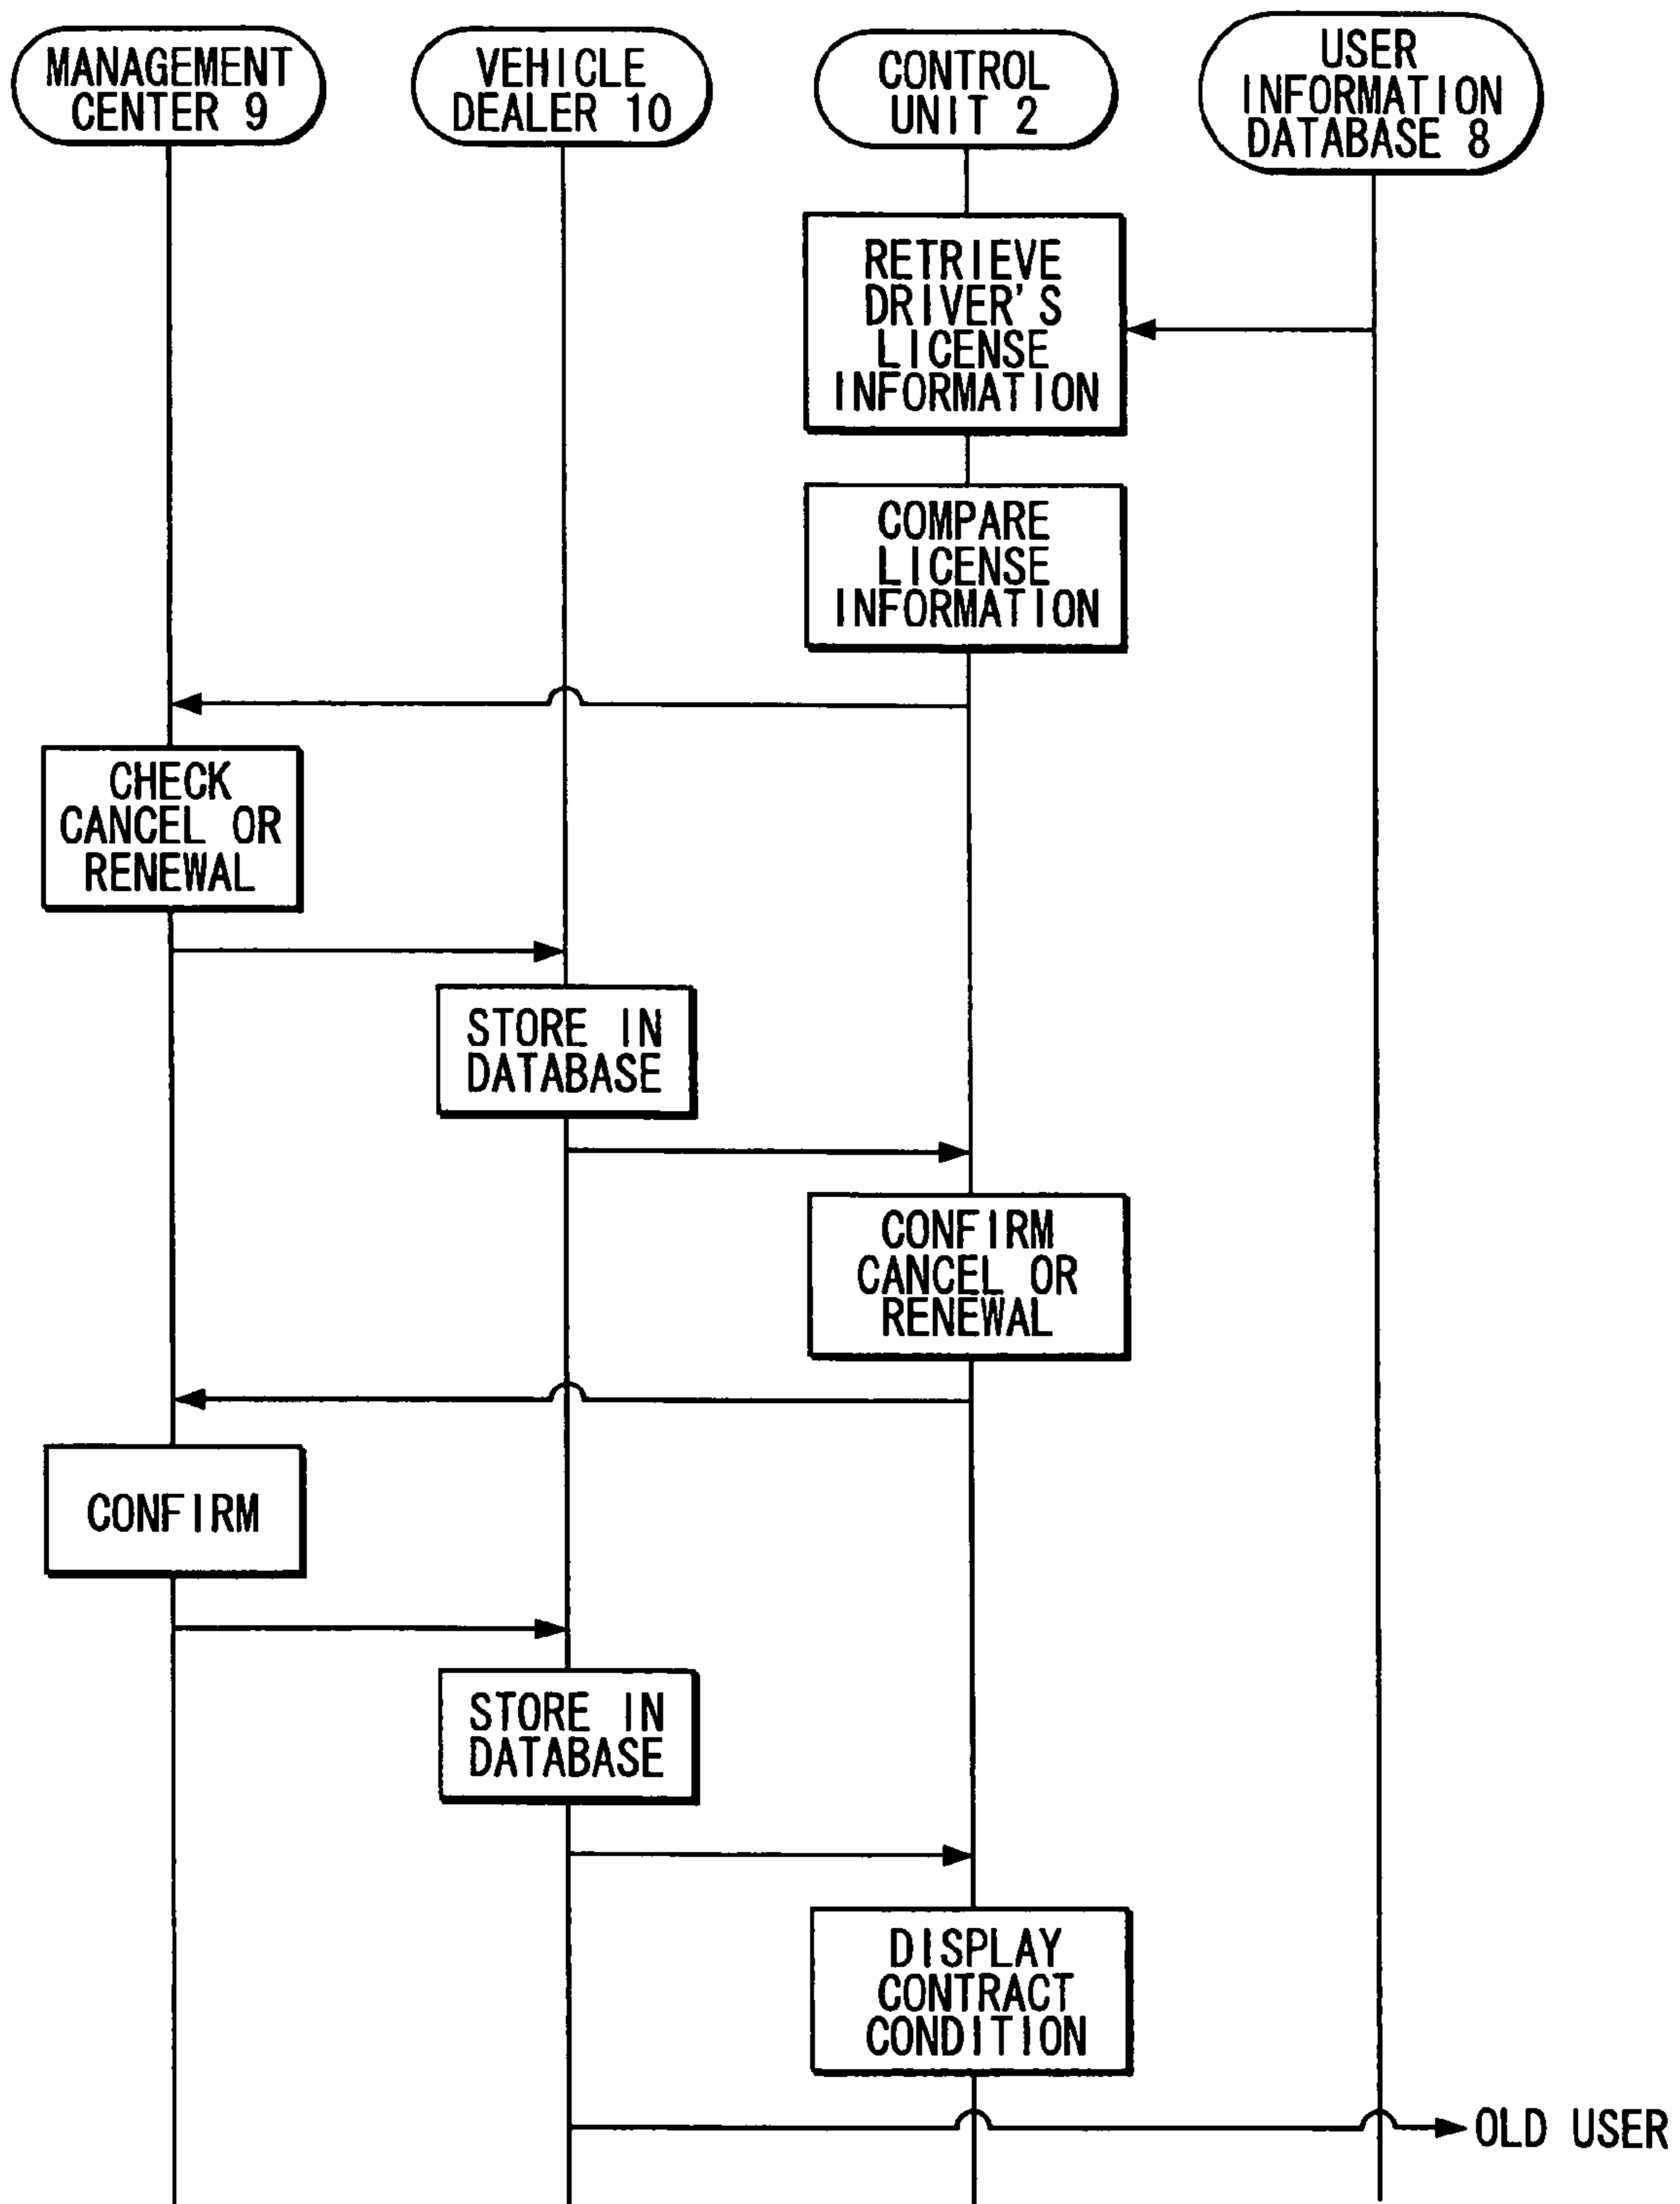 MANAGEMENT
CENTER 9
VEHICLE
DEALER 10
CONTROL
UNIT 2
USER
INFORMATION
DATABASE 8
RETRIEVE
DRIVER'S
LICENSE
INFORMATION
COMPARE
LICENSE
INFORMATION
CHECK
CANCEL OR
RENEWAL
STORE IN
DATABASE
CONFIRM
CANCEL OR
RENEWAL
CONFIRM
STORE IN
DATABASE
DISPLAY
CONTRACT
CONDITION
OLD USER